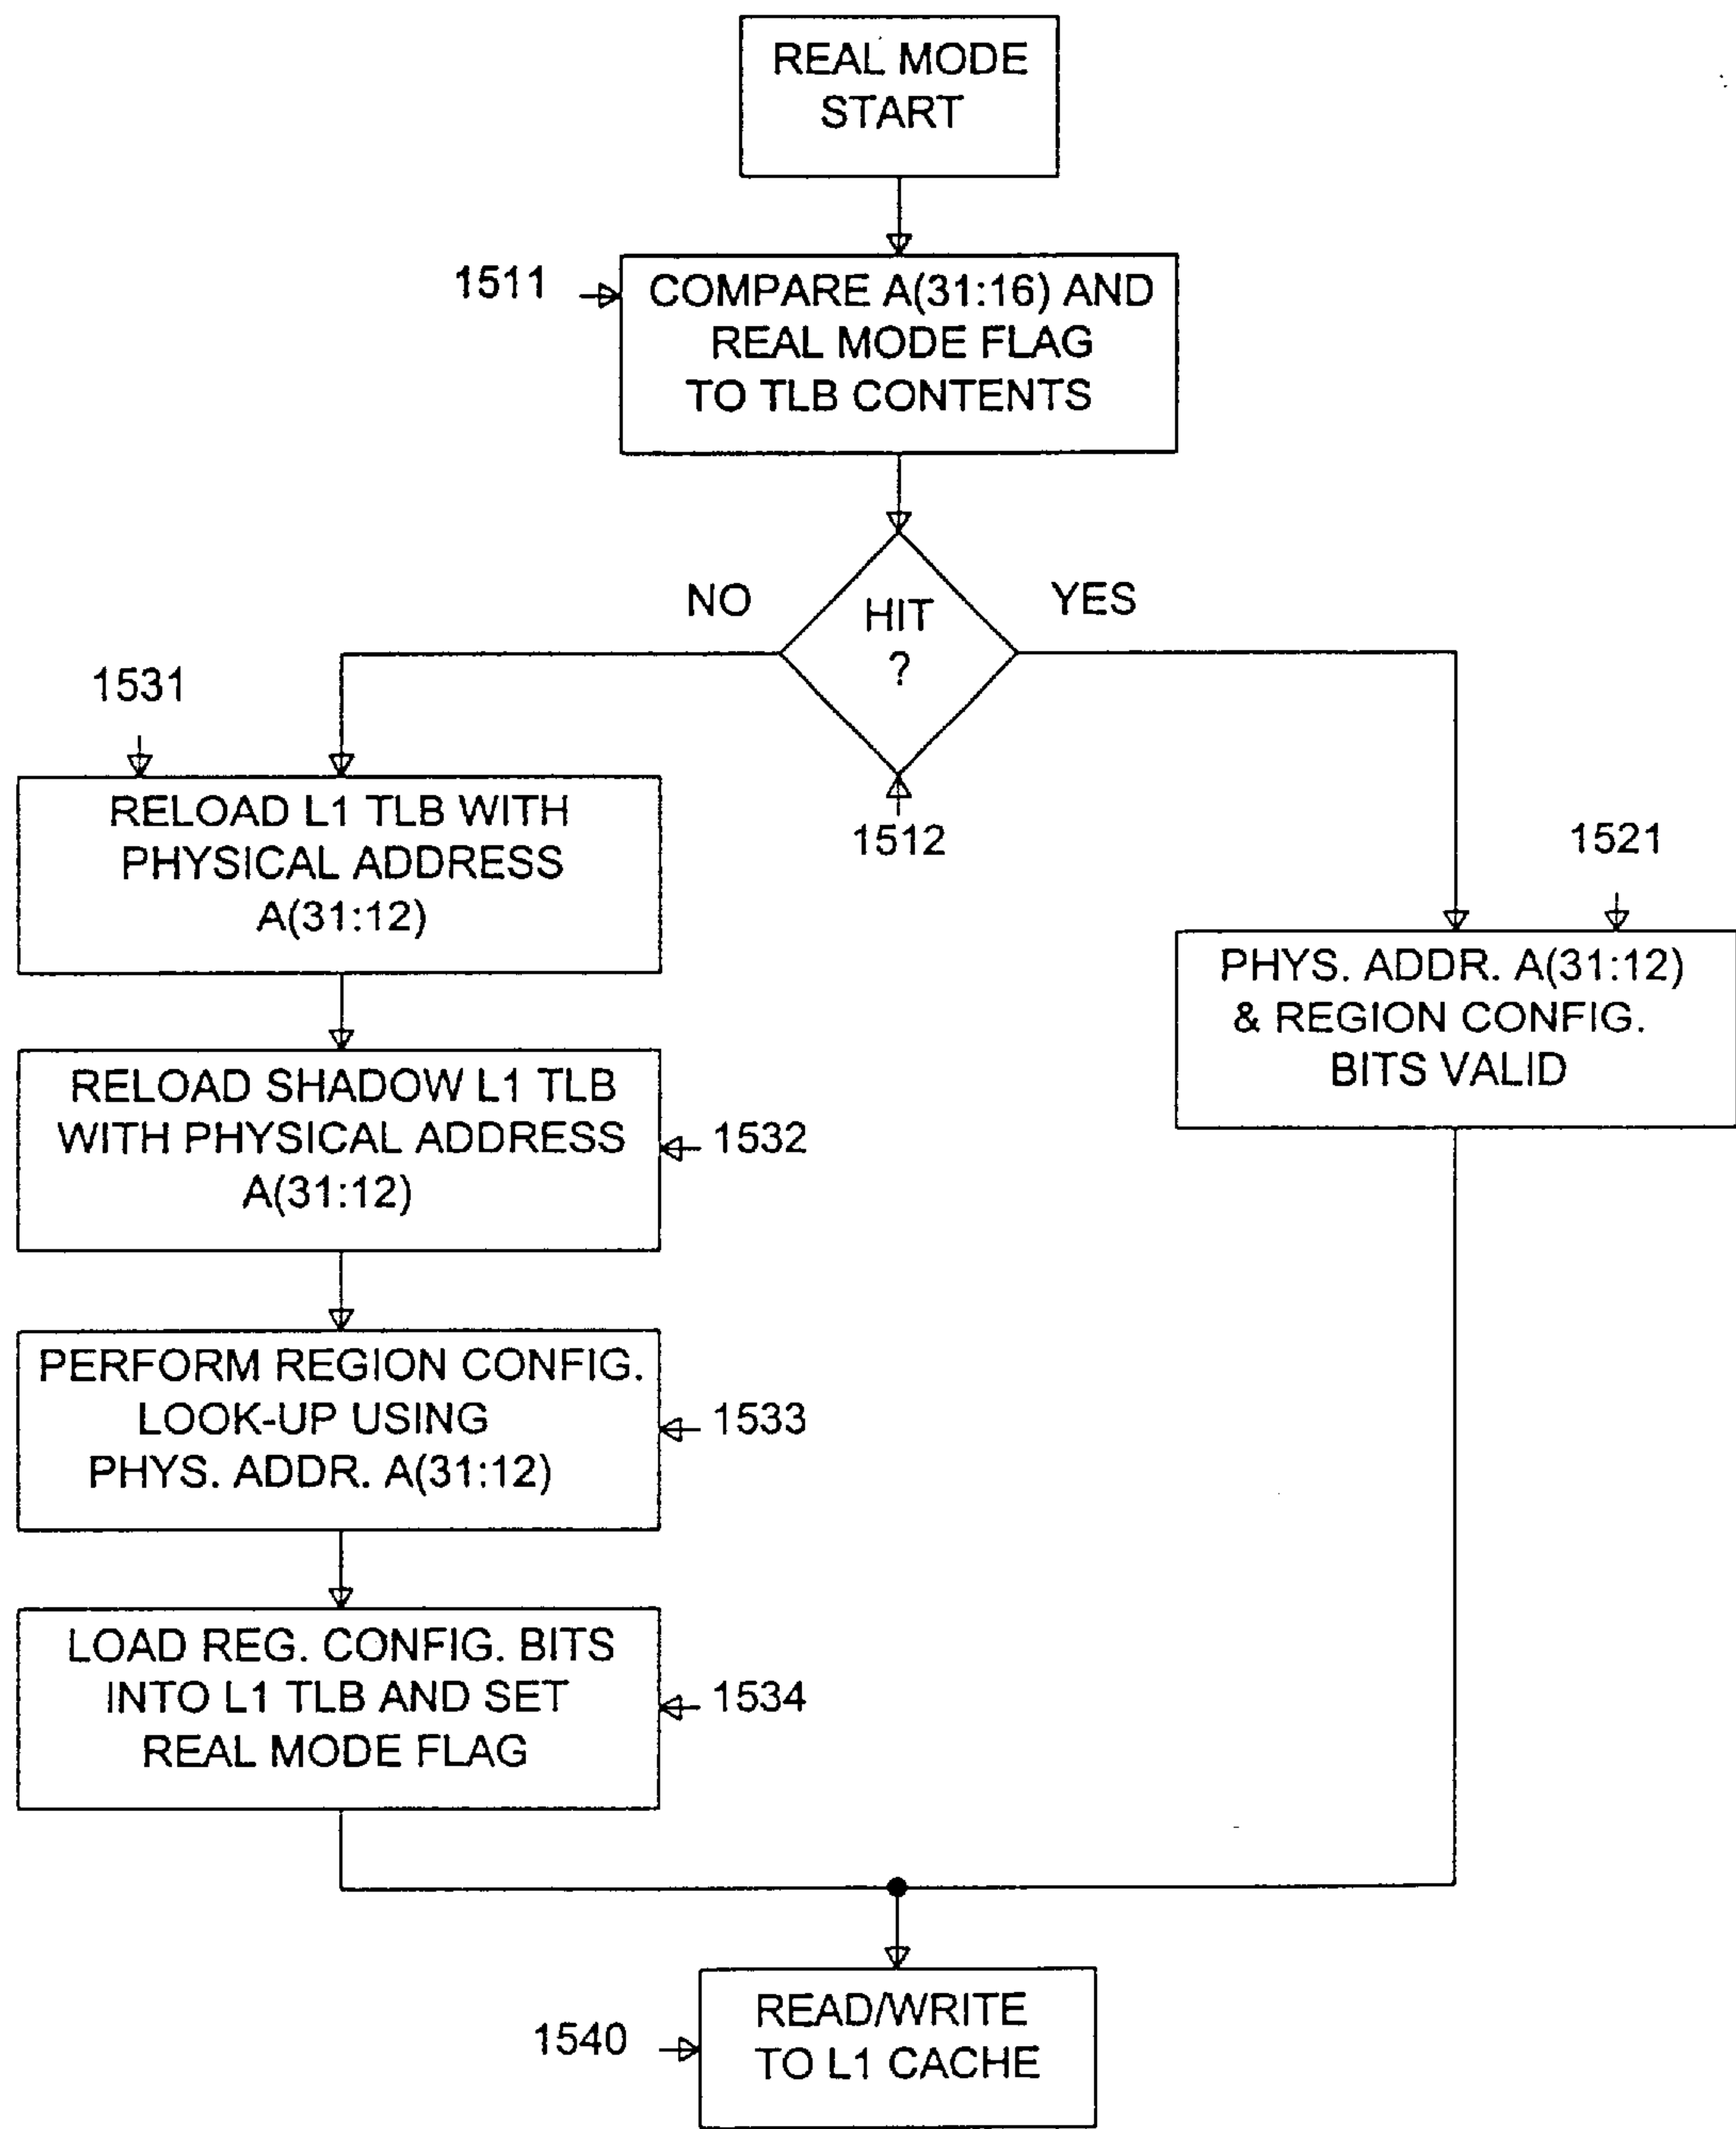 REAL MODE
START
1511
COMPARE A(31:16) AND
REAL MODE FLAG
TO TLB CONTENTS
NO
HIT
?
YES
1512
1531
RELOAD L1 TLB WITH
PHYSICAL ADDRESS
A(31:12)
1521
PHYS. ADDR. A(31:12)
& REGION CONFIG.
BITS VALID
RELOAD SHADOW L1 TLB
WITH PHYSICAL ADDRESS
A(31:12)
1532
PERFORM REGION CONFIG.
LOOK-UP USING
PHYS. ADDR. A(31:12)
1533
LOAD REG. CONFIG. BITS
INTO L1 TLB AND SET
REAL MODE FLAG
1534
1540
READ/WRITE
TO L1 CACHE